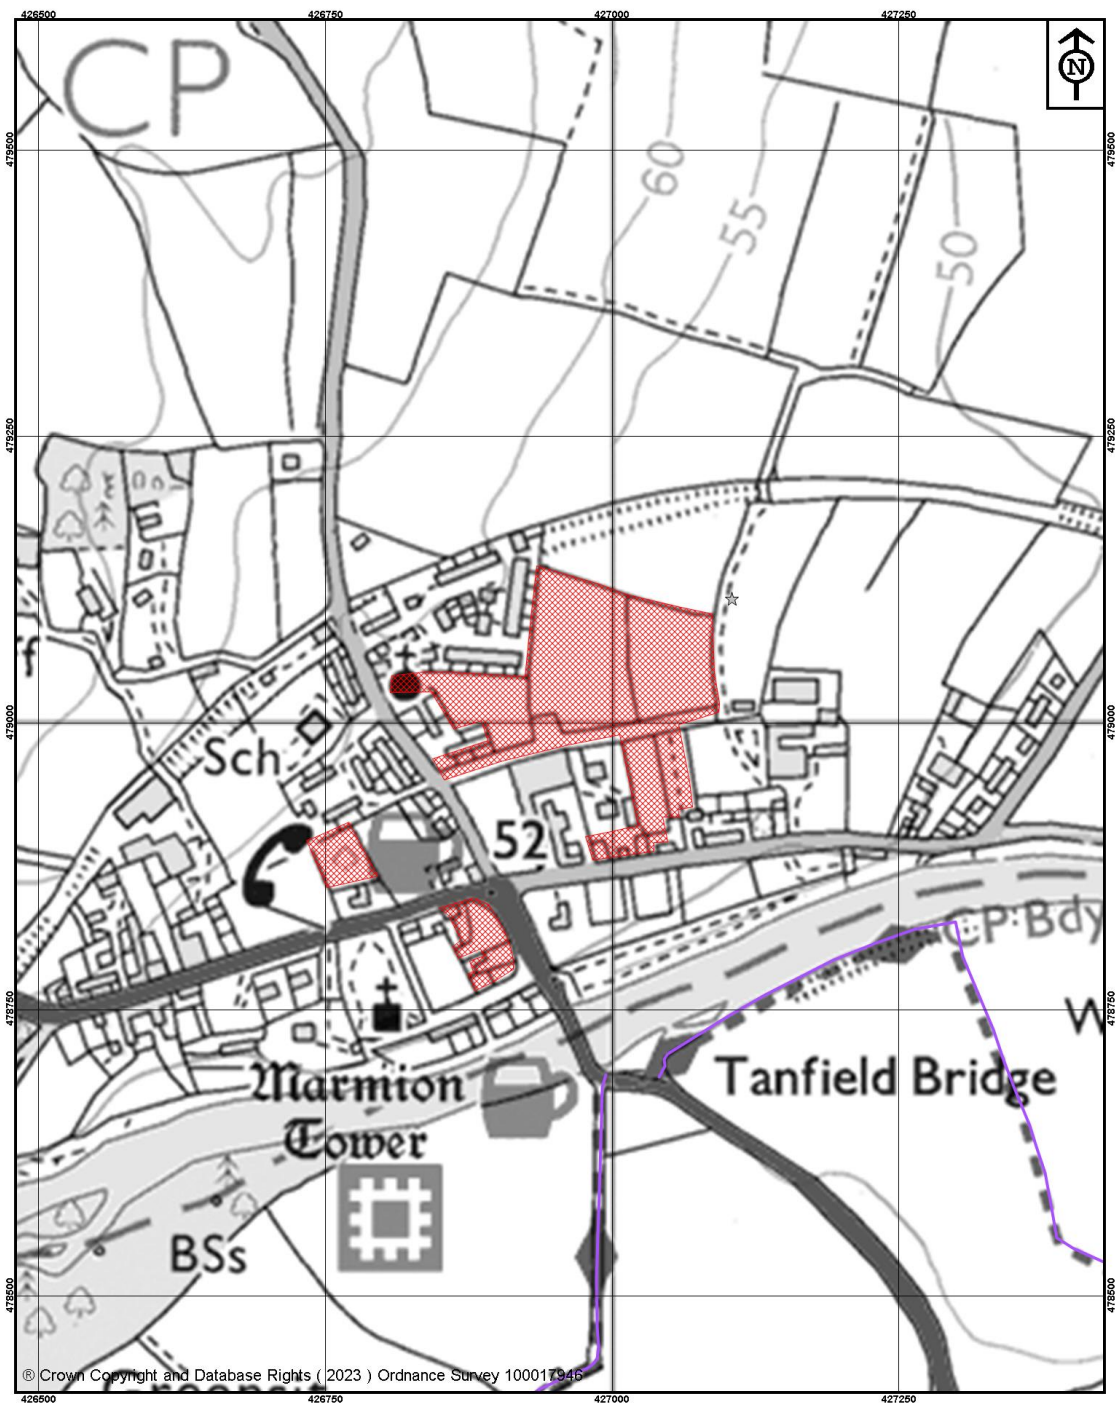 426500 426750 427000 427250
CP
N
479500 479500
60
55
50
479250 479250
f
479000 479000
Sch
52
CP Bdy
478750 478750
W
Marmion
Tower
Tanfield Bridge
BSs
478500 478500
® Crown Copyright and Database Rights ( 2023 ) Ordnance Survey 100017946
426500 426750 427000 427250